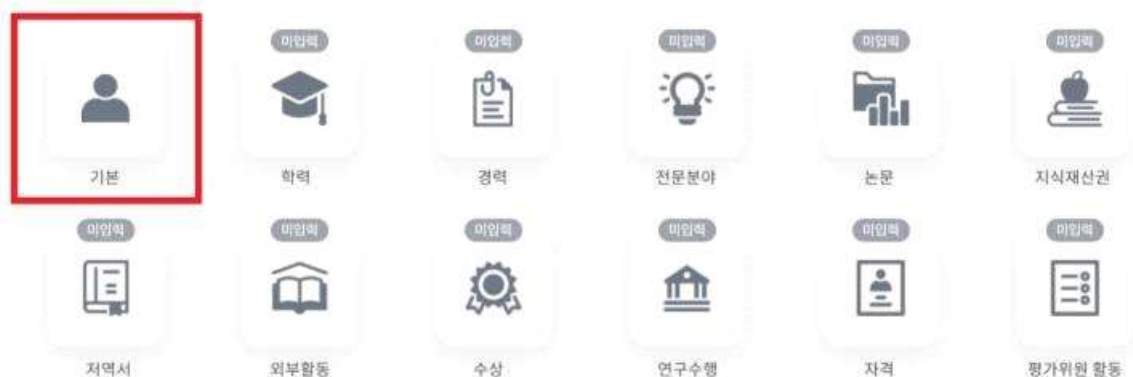 미입력 미입력 미입력 미입력 미입력
기본 학력 경력 전문분야 논문 지식재산권
미입력 미입력 미입력 미입력 미입력 미입력
저역서 외부활동 수상 연구수행 자격 평가위원 활동